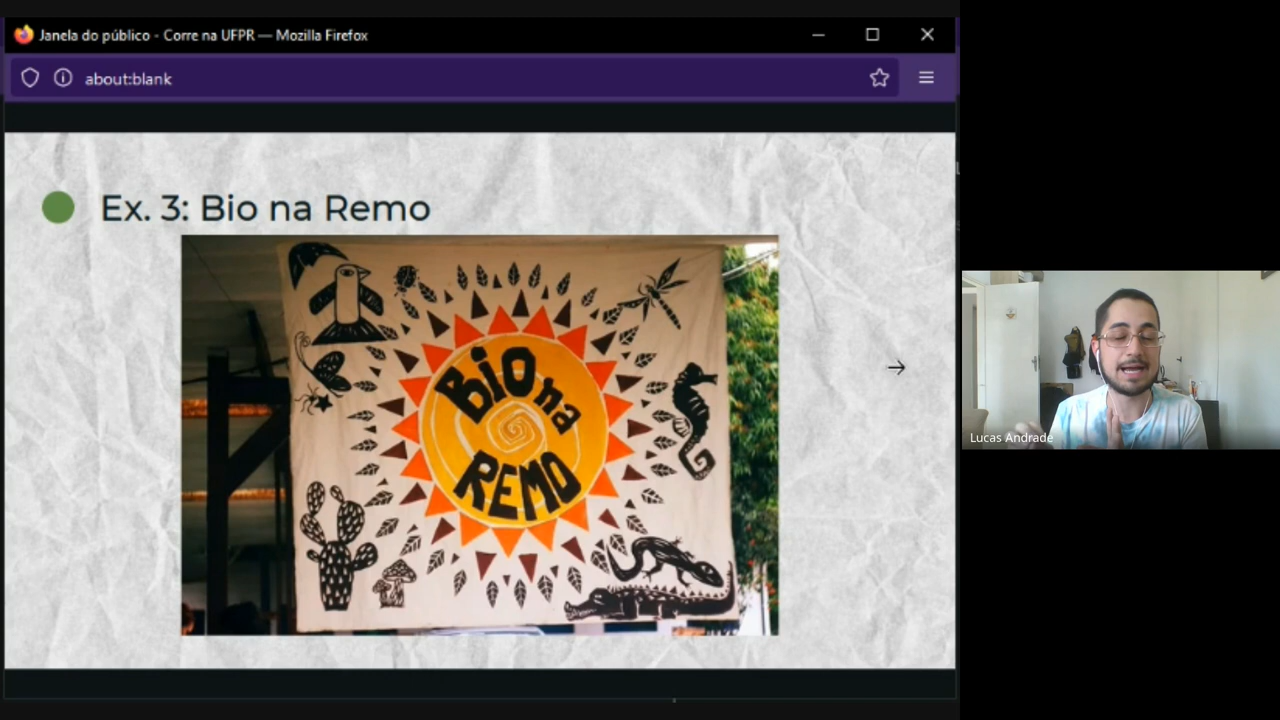 Janela do público - Corre na UFPR — Mozilla Firefox
about:blank
Ex. 3: Bio na Remo
Bio na
REMO
Lucas Andrade